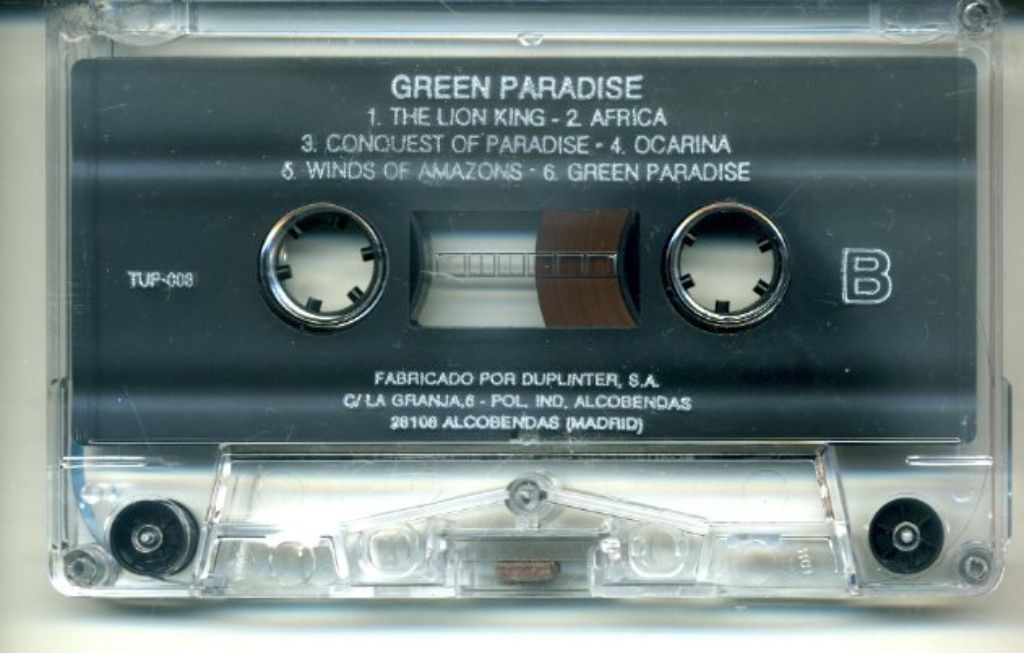 GREEN PARADISE
1. THE LION KING - 2. AFRICA
3. CONQUEST OF PARADISE - 4. OCARINA
5. WINDS OF AMAZONS - 6. GREEN PARADISE
TUP-008
B
FABRICADO POR DUPLINTER, S.A.
C/ LA GRANJA,6 - POL. IND. ALCOBENDAS
28108 ALCOBENDAS (MADRID)